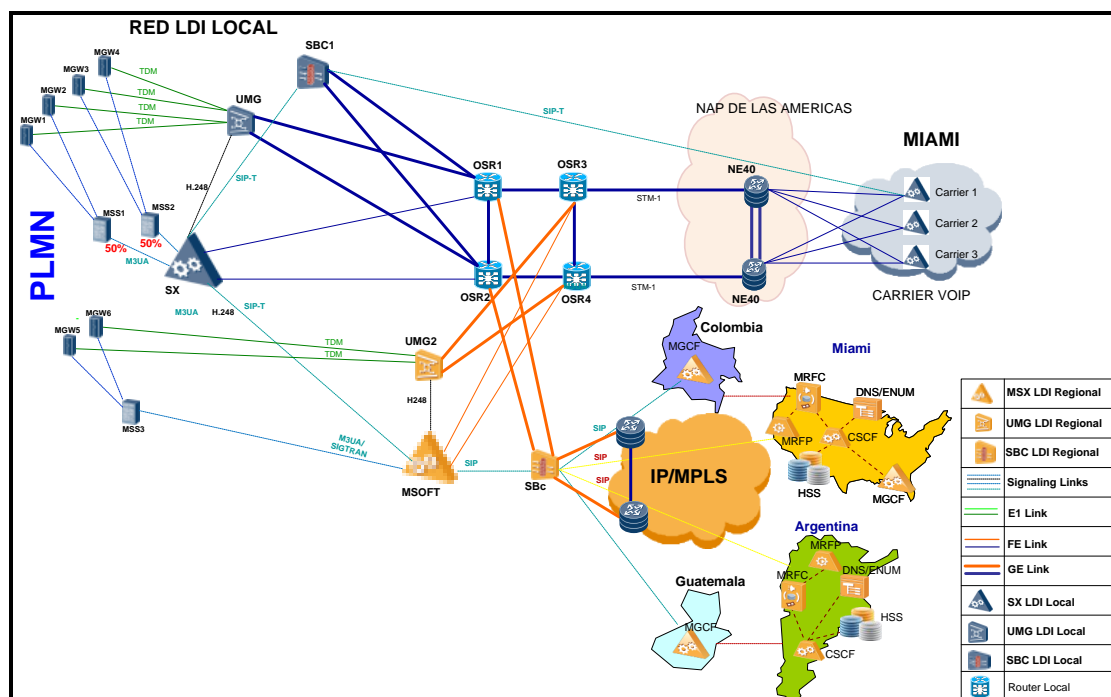 RED LDI LOCAL
SBC1
MGW4
MGW3
MGW2
MGW1
TDM
TDM
TDM
TDM
UMG
SIP-T
NAP DE LAS AMERICAS
MIAMI
OSR1
OSR3
NE40
Carrier 1
Carrier 2
Carrier 3
H.248
SIP-T
STM-1
PLMN
MSS1
MSS2
50%
50%
M3UA
SX
OSR2
OSR4
STM-1
NE40
CARRIER VOIP
M3UA
H.248
SIP-T
MGW6
MGW5
TDM
TDM
UMG2
Colombia
MGCF
Miami
MRFC
DNS/ENUM
MRFP
CSCF
HSS
MGCF
H248
MSS3
M3UA/
SIGTRAN
MSOFT
SIP
SBc
SIP
SIP
SIP
IP/MPLS
Argentina
MRFP
MRFC
DNS/ENUM
HSS
CSCF
Guatemala
MGCF
MSX LDI Regional
UMG LDI Regional
SBC LDI Regional
Signaling Links
E1 Link
FE Link
GE Link
SX LDI Local
UMG LDI Local
SBC LDI Local
Router Local